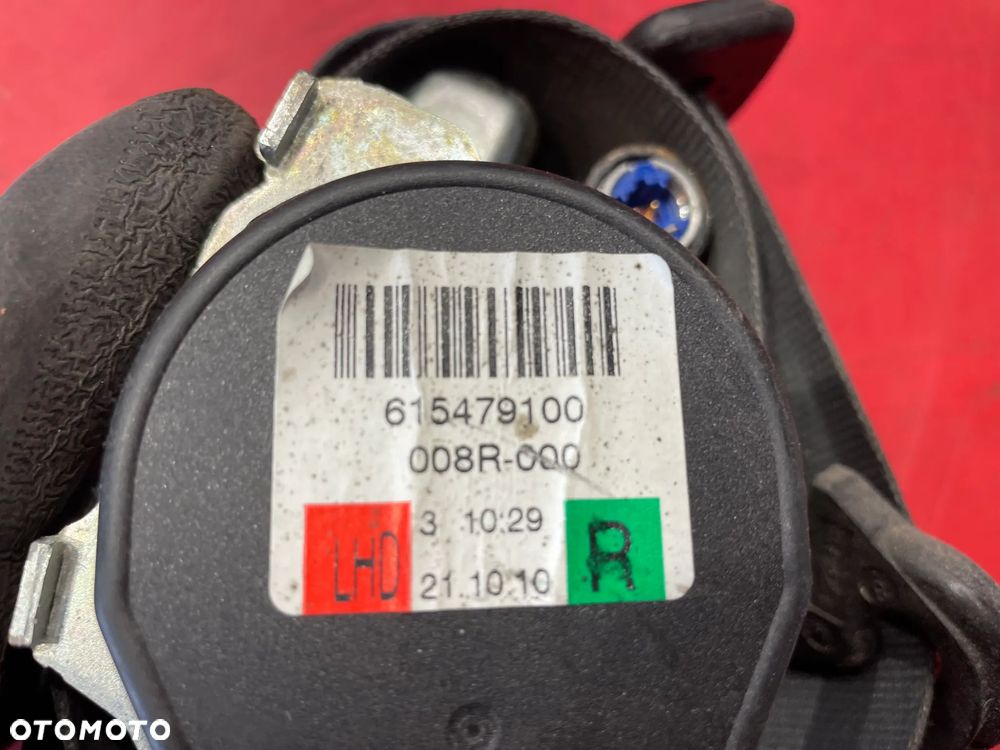 615479100
008R-000
3 10:29
LHD
21.10.10
R
OTOMOTO